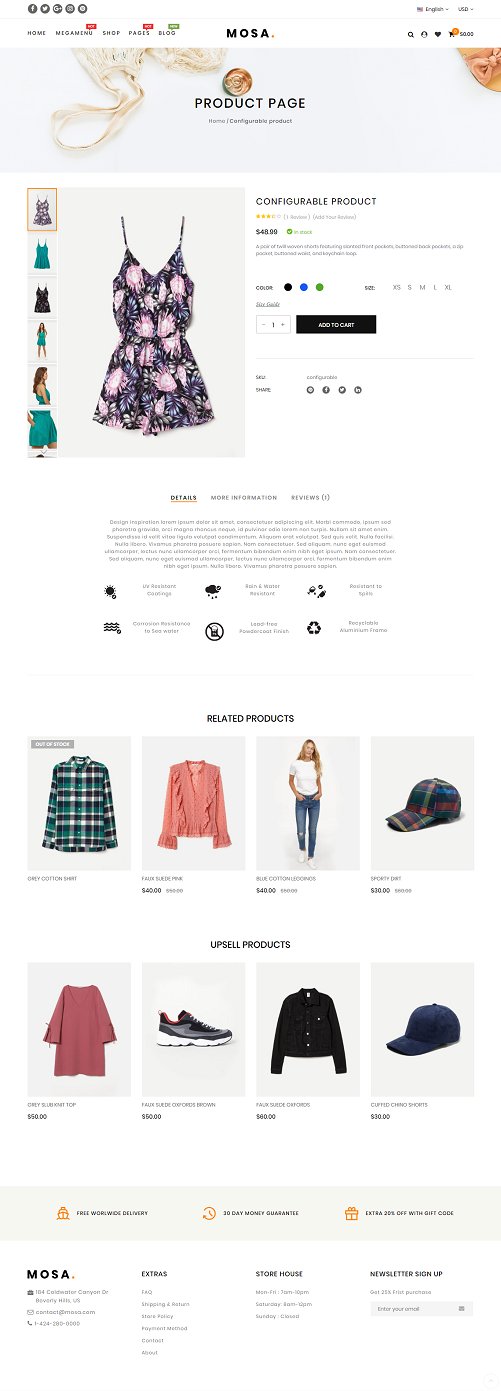 English
USD
HOME
MEGAMENU
HOT
SHOP
PAGES
HOT
BLOG
NEW
MOSA.
0
$0.00
PRODUCT PAGE
Home / Configurable product
CONFIGURABLE PRODUCT
(1 Review) (Add Your Review)
$48.99
In stock
A pair of twill woven shorts featuring slanted front pockets, buttoned back pockets, a zip
pocket, buttoned waist, and keychain loop.
COLOR:
SIZE: XS S M L XL
Size Guide
− 1 +
ADD TO CART
SKU: configurable
SHARE:
DETAILS
MORE INFORMATION
REVIEWS (1)
Design inspiration lorem ipsum dolor sit amet, consectetuer adipiscing elit. Morbi commodo, ipsum sed
pharetra gravida, orci magna rhoncus neque, id pulvinar odio lorem non turpis. Nullam sit amet enim.
Suspendisse id velit vitae ligula volutpat condimentum. Aliquam erat volutpat. Sed quis velit. Nulla facilisi.
Nulla libero. Vivamus pharetra posuere sapien. Nam consectetuer. Sed aliquam, nunc eget euismod
ullamcorper, lectus nunc ullamcorper orci, fermentum bibendum enim nibh eget ipsum. Nam consectetuer.
Sed aliquam, nunc eget euismod ullamcorper, lectus nunc ullamcorper orci, fermentum bibendum enim
nibh eget ipsum. Nulla libero. Vivamus pharetra posuere sapien.
UV Resistant
Coatings
Rain & Water
Resistant
Resistant to
Spills
Corrosion Resistance
to Sea water
Lead-free
Powdercoat Finish
Recyclable
Aluminium Frame
RELATED PRODUCTS
OUT OF STOCK
GREY COTTON SHIRT
FAUX SUEDE PINK
$40.00 $50.00
BLUE COTTON LEGGINGS
$40.00 $50.00
SPORTY DIRT
$30.00 $60.00
UPSELL PRODUCTS
GREY SLUB KNIT TOP
$50.00
FAUX SUEDE OXFORDS BROWN
$50.00
FAUX SUEDE OXFORDS
$60.00
CUFFED CHINO SHORTS
$30.00
FREE WORLWIDE DELIVERY
30 DAY MONEY GUARANTEE
EXTRA 20% OFF WITH GIFT CODE
MOSA.
184 Coldwater Canyon Dr.
Beverly Hills, US
contact@mosa.com
1-424-280-0000
EXTRAS
FAQ
Shipping & Return
Store Policy
Payment Method
Contact
About
STORE HOUSE
Mon-Fri : 7am-10pm
Saturday: 8am-12pm
Sunday : Closed
NEWSLETTER SIGN UP
Get 25% Frist purchase
Enter your email